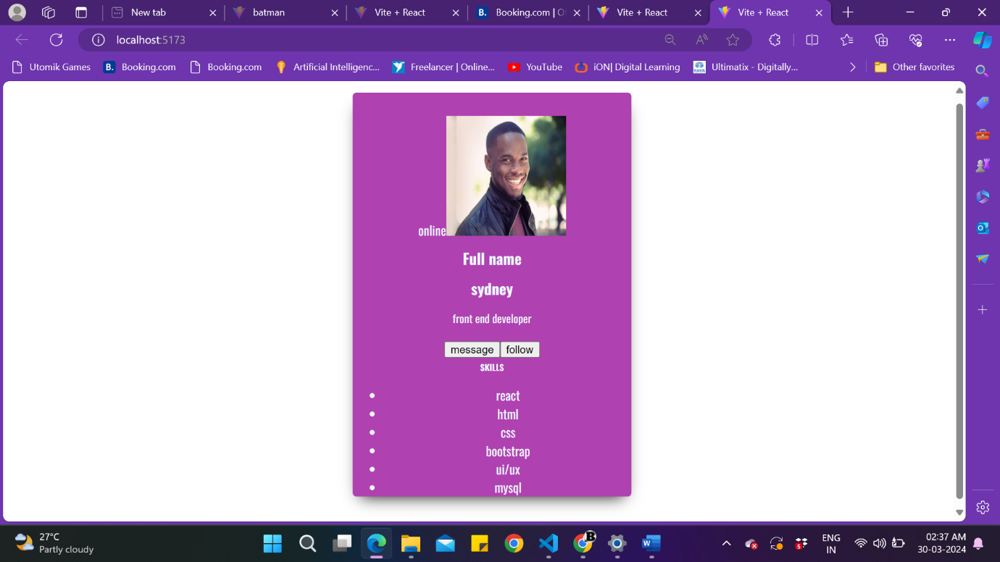 New tab
batman
Vite + React
Booking.com | O
Vite + React
Vite + React
localhost:5173
Utomik Games
Booking.com
Booking.com
Artificial Intelligenc...
Freelancer | Online...
YouTube
iON| Digital Learning
Ultimatix - Digitally...
Other favorites
online
Full name
sydney
front end developer
message follow
SKILLS
react
html
css
bootstrap
ui/ux
mysql
27°C
Partly cloudy
ENG
IN
02:37 AM
30-03-2024